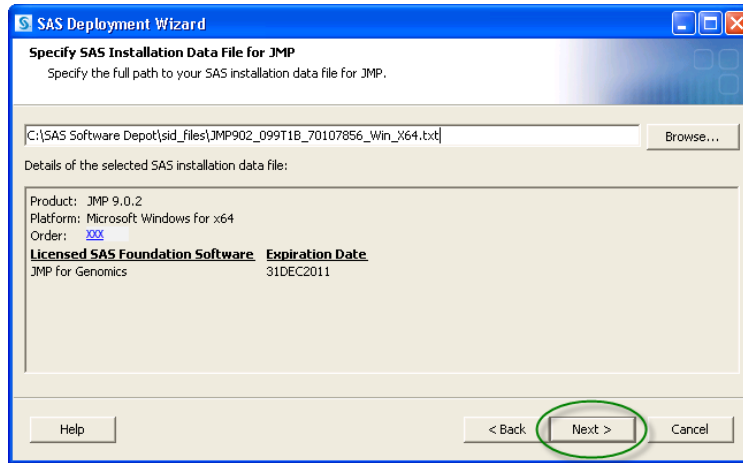 SAS Deployment Wizard
Specify SAS Installation Data File for JMP
Specify the full path to your SAS installation data file for JMP.
C:\SAS Software Depot\sid_files\JMP902_099T1B_70107856_Win_X64.txt Browse...
Details of the selected SAS installation data file:
Product: JMP 9.0.2
Platform: Microsoft Windows for x64
Order: XXX
Licensed SAS Foundation Software Expiration Date
JMP for Genomics 31DEC2011
Help < Back Next > Cancel